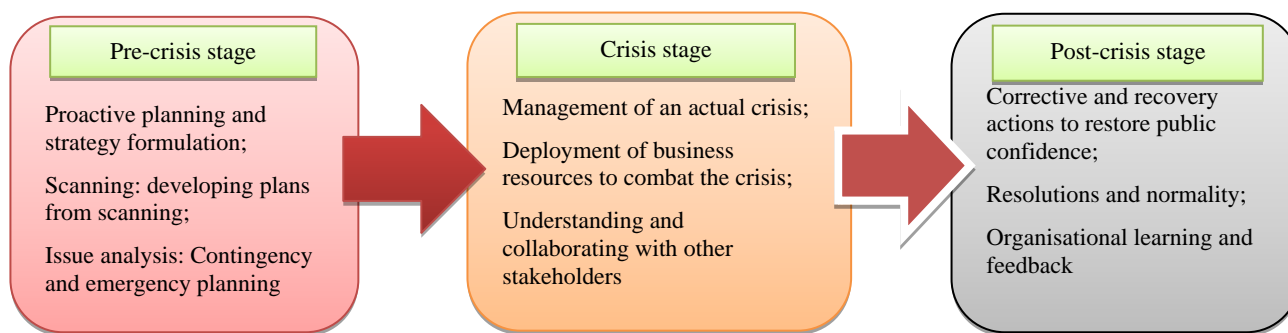 Pre-crisis stage
Proactive planning and
strategy formulation;
Scanning: developing plans
from scanning;
Issue analysis: Contingency
and emergency planning
Crisis stage
Management of an actual crisis;
Deployment of business
resources to combat the crisis;
Understanding and
collaborating with other
stakeholders
Post-crisis stage
Corrective and recovery
actions to restore public
confidence;
Resolutions and normality;
Organisational learning and
feedback